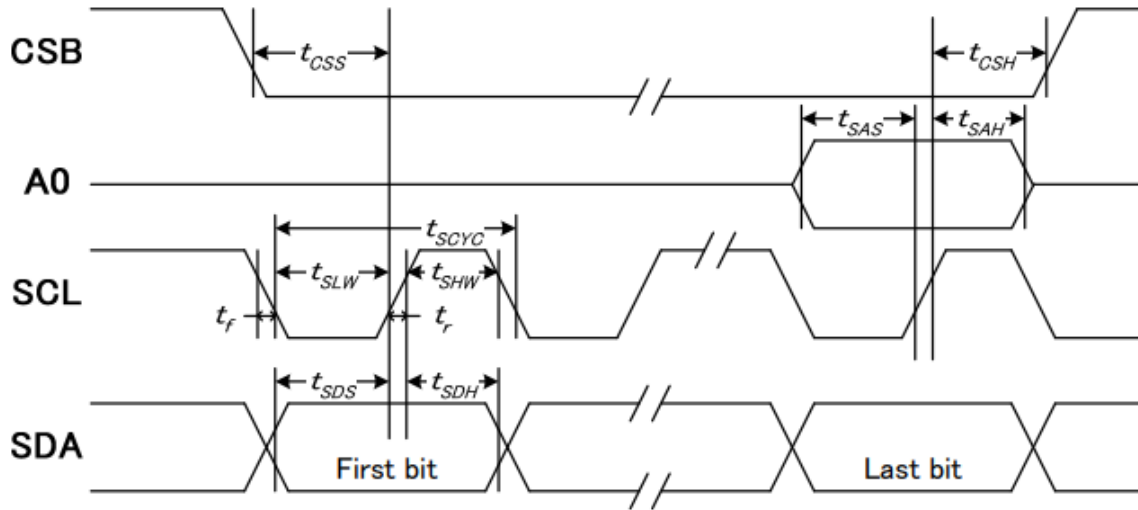 CSB
tCSS
tCSH
tSAS
tSAH
A0
tSCYC
SCL
tSLW
tSHW
tf
tr
tSDS
tSDH
SDA
First bit
Last bit